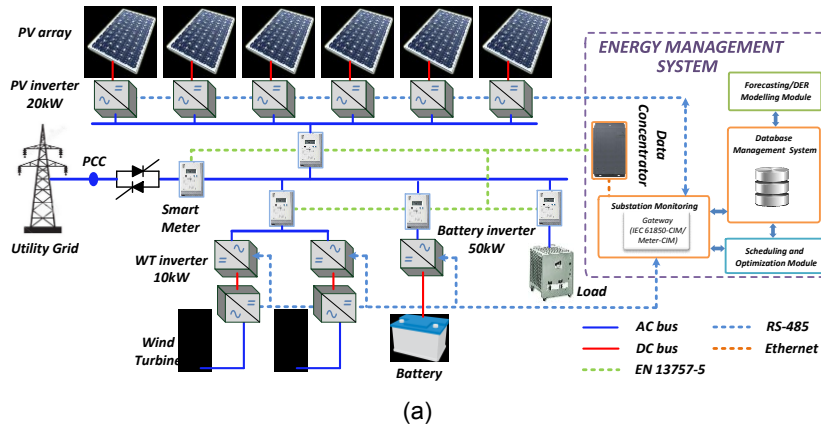 PV array
PV inverter
20kW
PCC
Utility Grid
Smart
Meter
WT inverter
10kW
Wind
Turbine
Battery inverter
50kW
Battery
Load
ENERGY MANAGEMENT
SYSTEM
Data
Concentrator
Forecasting/DER
Modelling Module
Database
Management System
Substation Monitoring
Gateway
(IEC 61850-CIM/
Meter-CIM)
Scheduling and
Optimization Module
AC bus
DC bus
EN 13757-5
RS-485
Ethernet
(a)